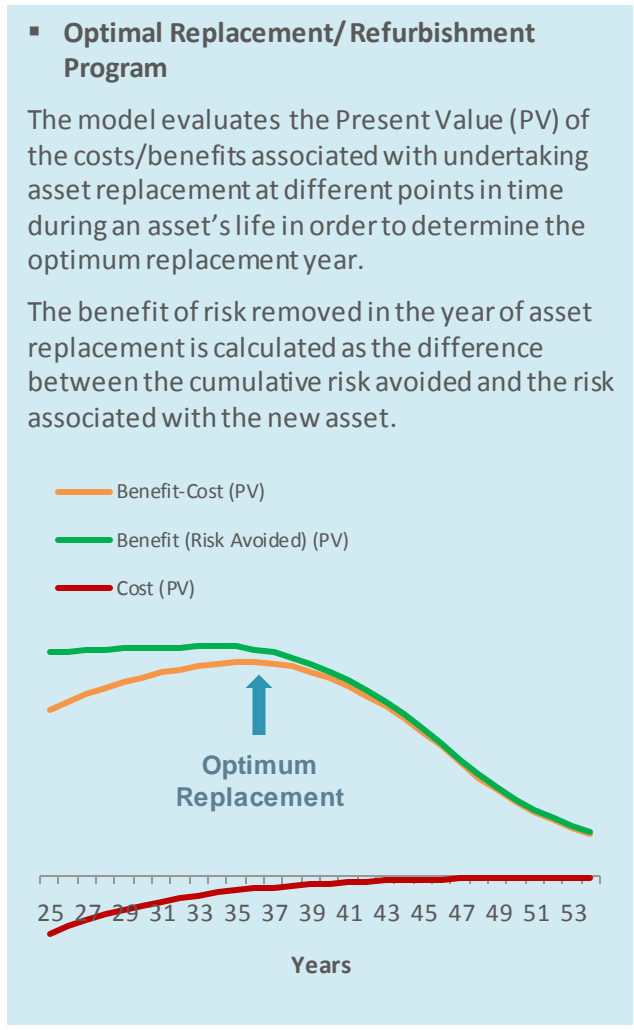 ▪ Optimal Replacement/ Refurbishment
Program
The model evaluates the Present Value (PV) of
the costs/benefits associated with undertaking
asset replacement at different points in time
during an asset's life in order to determine the
optimum replacement year.
The benefit of risk removed in the year of asset
replacement is calculated as the difference
between the cumulative risk avoided and the risk
associated with the new asset.
Benefit-Cost (PV)
Benefit (Risk Avoided) (PV)
Cost (PV)
Optimum
Replacement
25 27 29 31 33 35 37 39 41 43 45 47 49 51 53
Years